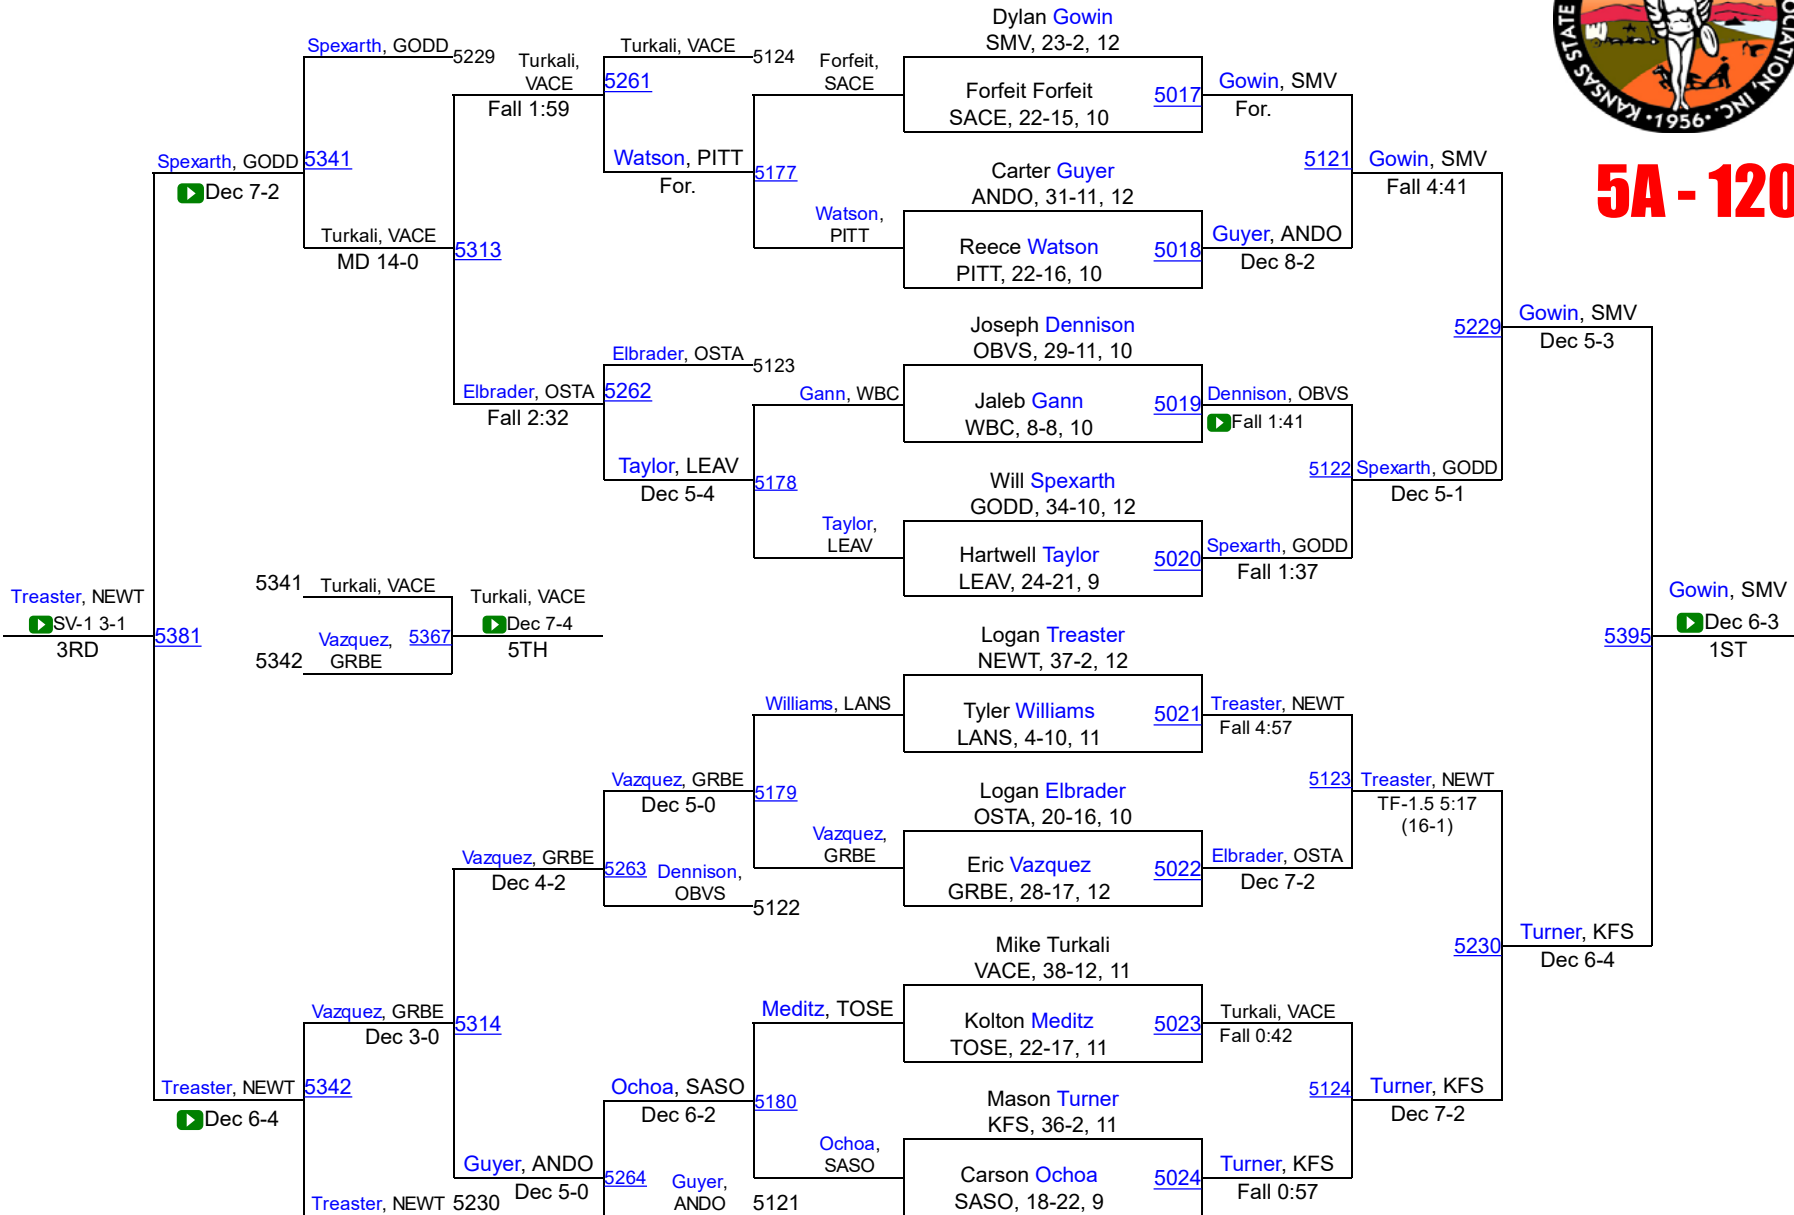 Dylan Gowin
SMV, 23-2, 12
Forfeit Forfeit
SACE, 22-15, 10
5017
Carter Guyer
ANDO, 31-11, 12
Reece Watson
PITT, 22-16, 10
5018
Joseph Dennison
OBVS, 29-11, 10
Jaleb Gann
WBC, 8-8, 10
5019
Will Spexarth
GODD, 34-10, 12
Hartwell Taylor
LEAV, 24-21, 9
5020
Logan Treaster
NEWT, 37-2, 12
Tyler Williams
LANS, 4-10, 11
5021
Logan Elbrader
OSTA, 20-16, 10
Eric Vazquez
GRBE, 28-17, 12
5022
Mike Turkali
VACE, 38-12, 11
Kolton Meditz
TOSE, 22-17, 11
5023
Mason Turner
KFS, 36-2, 11
Carson Ochoa
SASO, 18-22, 9
5024
Gowin, SMV
For.
5121
Guyer, ANDO
Dec 8-2
Dennison, OBVS
Fall 1:41
5122
Spexarth, GODD
Fall 1:37
Treaster, NEWT
Fall 4:57
5123
Elbrader, OSTA
Dec 7-2
Turkali, VACE
Fall 0:42
5124
Turner, KFS
Fall 0:57
Gowin, SMV
Fall 4:41
5229
Spexarth, GODD
Dec 5-1
Treaster, NEWT
TF-1.5 5:17
(16-1)
5230
Turner, KFS
Dec 7-2
Gowin, SMV
Dec 5-3
5395
Turner, KFS
Dec 6-4
Gowin, SMV
Dec 6-3
1ST
KANSAS STATE
OCIATION, INC.
•1956•
5A - 120
Forfeit,
SACE
5177
Watson,
PITT
Gann, WBC
5178
Taylor,
LEAV
Williams, LANS
5179
Vazquez,
GRBE
Meditz, TOSE
5180
Ochoa,
SASO
Turkali, VACE
5124
5261
Watson, PITT
For.
Elbrader, OSTA
5123
5262
Taylor, LEAV
Dec 5-4
Vazquez, GRBE
Dec 5-0
5263
Dennison,
OBVS
5122
Ochoa, SASO
Dec 6-2
5264
Guyer,
ANDO
5121
Turkali,
VACE
Fall 1:59
5313
Elbrader, OSTA
Fall 2:32
Vazquez, GRBE
Dec 4-2
5314
Guyer, ANDO
Dec 5-0
Spexarth, GODD
5229
5341
Turkali, VACE
MD 14-0
Vazquez, GRBE
Dec 3-0
5342
Treaster, NEWT
5230
Spexarth, GODD
Dec 7-2
5381
Treaster, NEWT
Dec 6-4
Treaster, NEWT
SV-1 3-1
3RD
5341
Turkali, VACE
5342
Vazquez,
GRBE
5367
Turkali, VACE
Dec 7-4
5TH